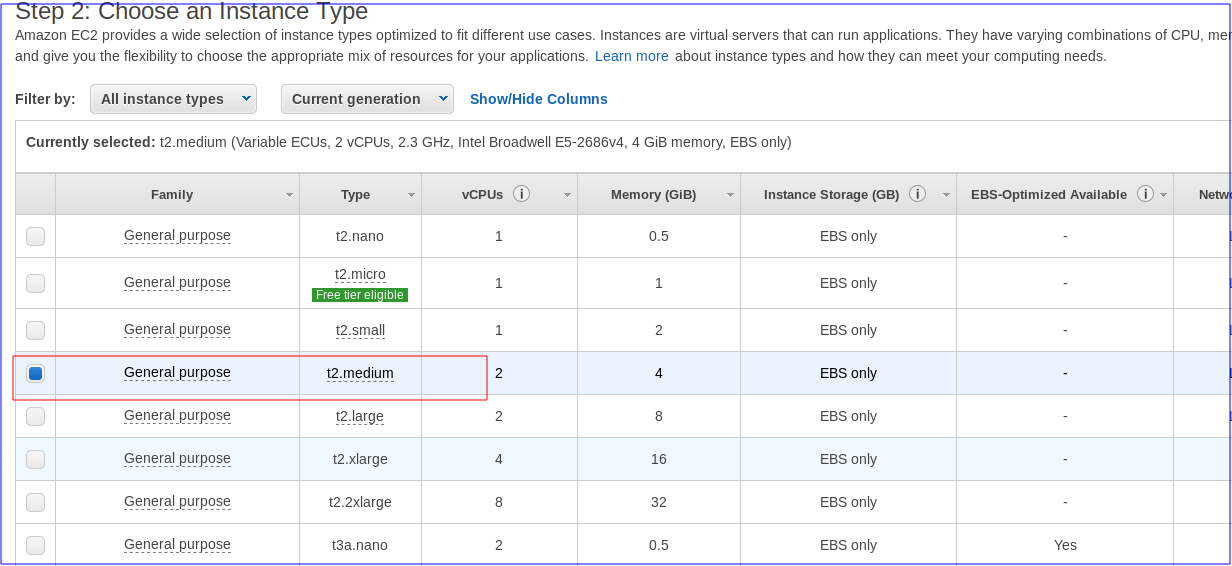 Step 2: Choose an Instance Type
Amazon EC2 provides a wide selection of instance types optimized to fit different use cases. Instances are virtual servers that can run applications. They have varying combinations of CPU,
and give you the flexibility to choose the appropriate mix of resources for your applications. Learn more about instance types and how they can meet your computing needs.
Filter by: All instance types Current generation Show/Hide Columns
Currently selected: t2.medium (Variable ECUs, 2 vCPUs, 2.3 GHz, Intel Broadwell E5-2686v4, 4 GiB memory, EBS only)
Family Type vCPUs Memory (GiB) Instance Storage (GB) EBS-Optimized Available
General purpose t2.nano 1 0.5 EBS only -
General purpose t2.micro 1 1 EBS only -
Free tier eligible
General purpose t2.small 1 2 EBS only -
General purpose t2.medium 2 4 EBS only -
General purpose t2.large 2 8 EBS only -
General purpose t2.xlarge 4 16 EBS only -
General purpose t2.2xlarge 8 32 EBS only -
General purpose t3a.nano 2 0.5 EBS only Yes